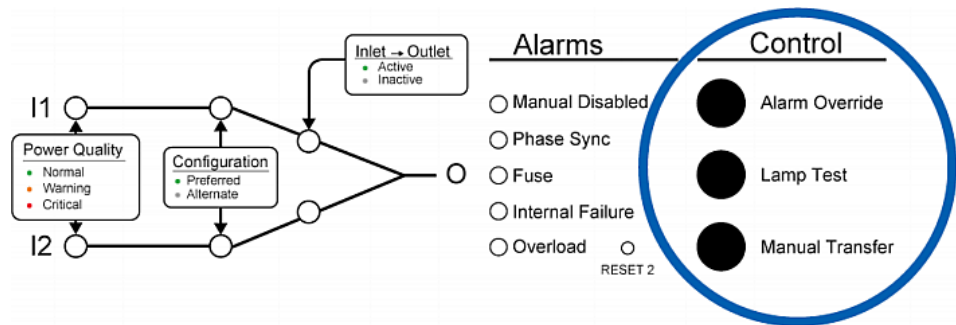 I1
Power Quality
Normal
Warning
Critical
I2
Configuration
Preferred
Alternate
Inlet → Outlet
Active
Inactive
O
Alarms
Manual Disabled
Phase Sync
Fuse
Internal Failure
Overload
RESET 2
Control
Alarm Override
Lamp Test
Manual Transfer